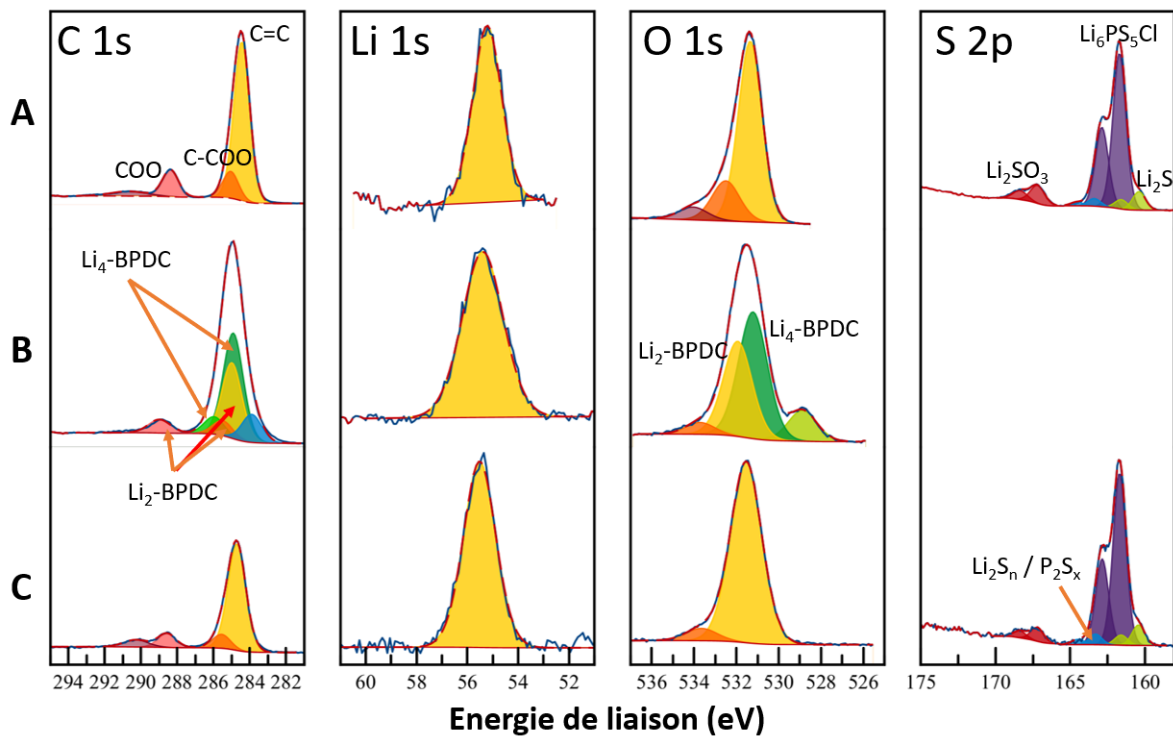 C 1s
Li 1s
O 1s
S 2p
C=C
Li₆PS₅Cl
A
COO
C-COO
Li₂SO₃
Li₂S
B
Li₄-BPDC
Li₂-BPDC
Li₂-BPDC
Li₄-BPDC
C
Li₂Sₙ / P₂Sₓ
294 292 290 288 286 284 282
60 58 56 54 52
536 534 532 530 528 526
175 170 165 160
Energie de liaison (eV)